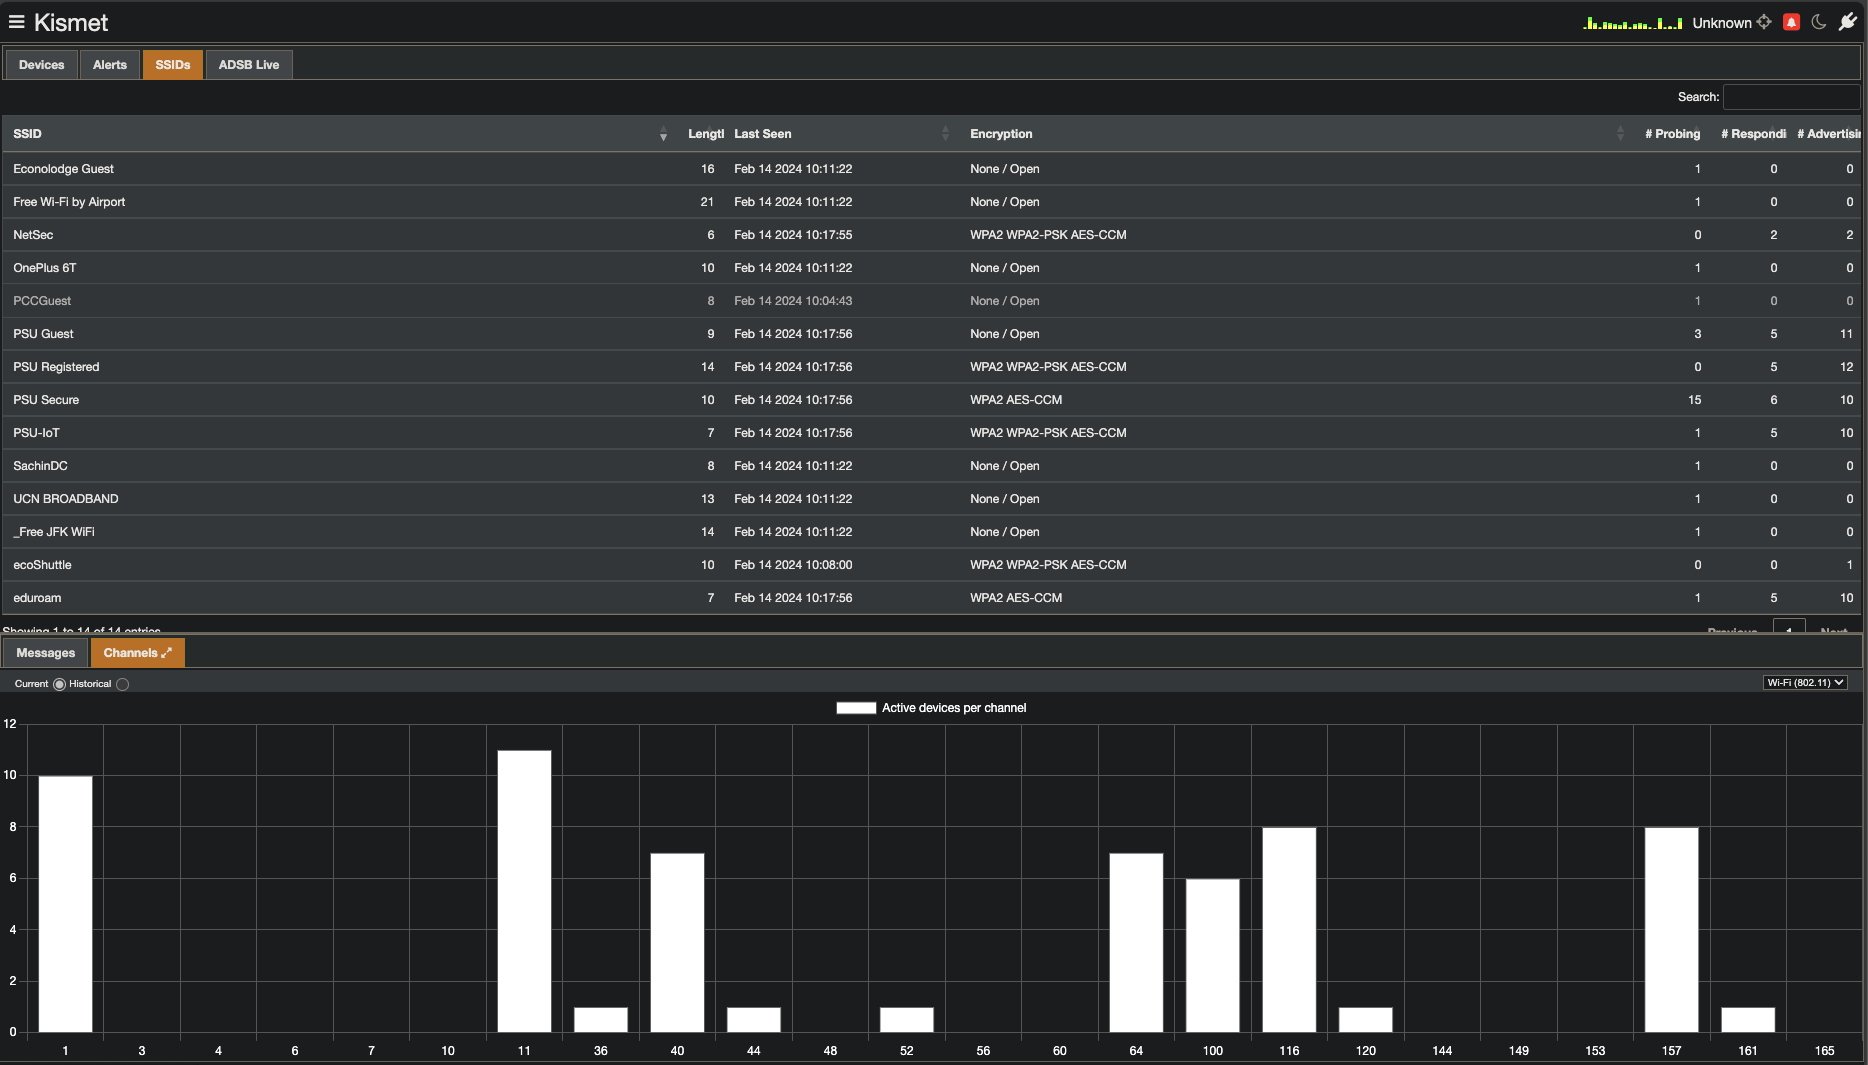 Kismet
Unknown
Devices Alerts SSIDs ADSB Live
Search:
SSID Lengtl Last Seen Encryption # Probing # Respondi # Advertisin
Econolodge Guest 16 Feb 14 2024 10:11:22 None / Open 1 0 0
Free Wi-Fi by Airport 21 Feb 14 2024 10:11:22 None / Open 1 0 0
NetSec 6 Feb 14 2024 10:17:55 WPA2 WPA2-PSK AES-CCM 0 2 2
OnePlus 6T 10 Feb 14 2024 10:11:22 None / Open 1 0 0
PCCGuest 8 Feb 14 2024 10:04:43 None / Open 1 0 0
PSU Guest 9 Feb 14 2024 10:17:56 None / Open 3 5 11
PSU Registered 14 Feb 14 2024 10:17:56 WPA2 WPA2-PSK AES-CCM 0 5 12
PSU Secure 10 Feb 14 2024 10:17:56 WPA2 AES-CCM 15 6 10
PSU-IoT 7 Feb 14 2024 10:17:56 WPA2 WPA2-PSK AES-CCM 1 5 10
SachinDC 8 Feb 14 2024 10:11:22 None / Open 1 0 0
UCN BROADBAND 13 Feb 14 2024 10:11:22 None / Open 1 0 0
_Free JFK WiFi 14 Feb 14 2024 10:11:22 None / Open 1 0 0
ecoShuttle 10 Feb 14 2024 10:08:00 WPA2 WPA2-PSK AES-CCM 0 0 1
eduroam 7 Feb 14 2024 10:17:56 WPA2 AES-CCM 1 5 10
Showing 1 to 14 of 14 entries Previous 1 Next
Messages Channels
Current Historical Wi-Fi (802.11)
Active devices per channel
12
10
8
6
4
2
0
1 3 4 6 7 10 11 36 40 44 48 52 56 60 64 100 116 120 144 149 153 157 161 165